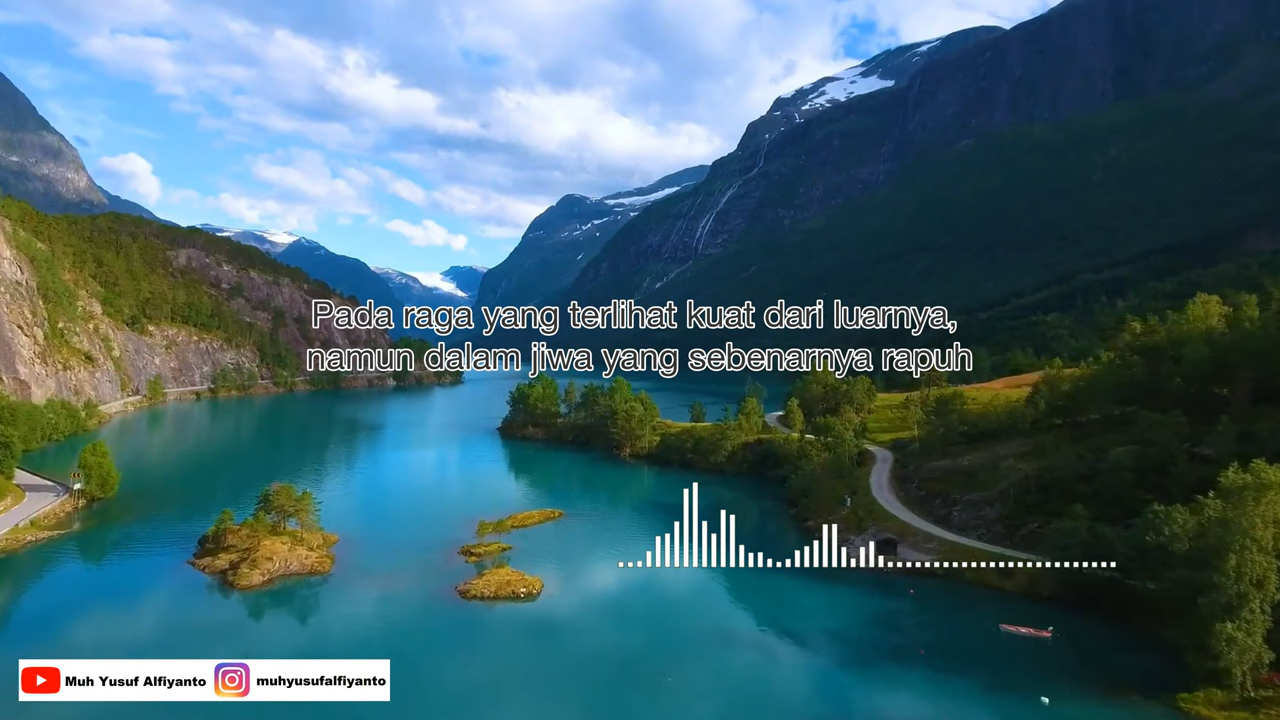 Pada raga yang terlihat kuat dari luarnya,
namun dalam jiwa yang sebenarnya rapuh
Muh Yusuf Alfiyanto muhyusufalfiyanto